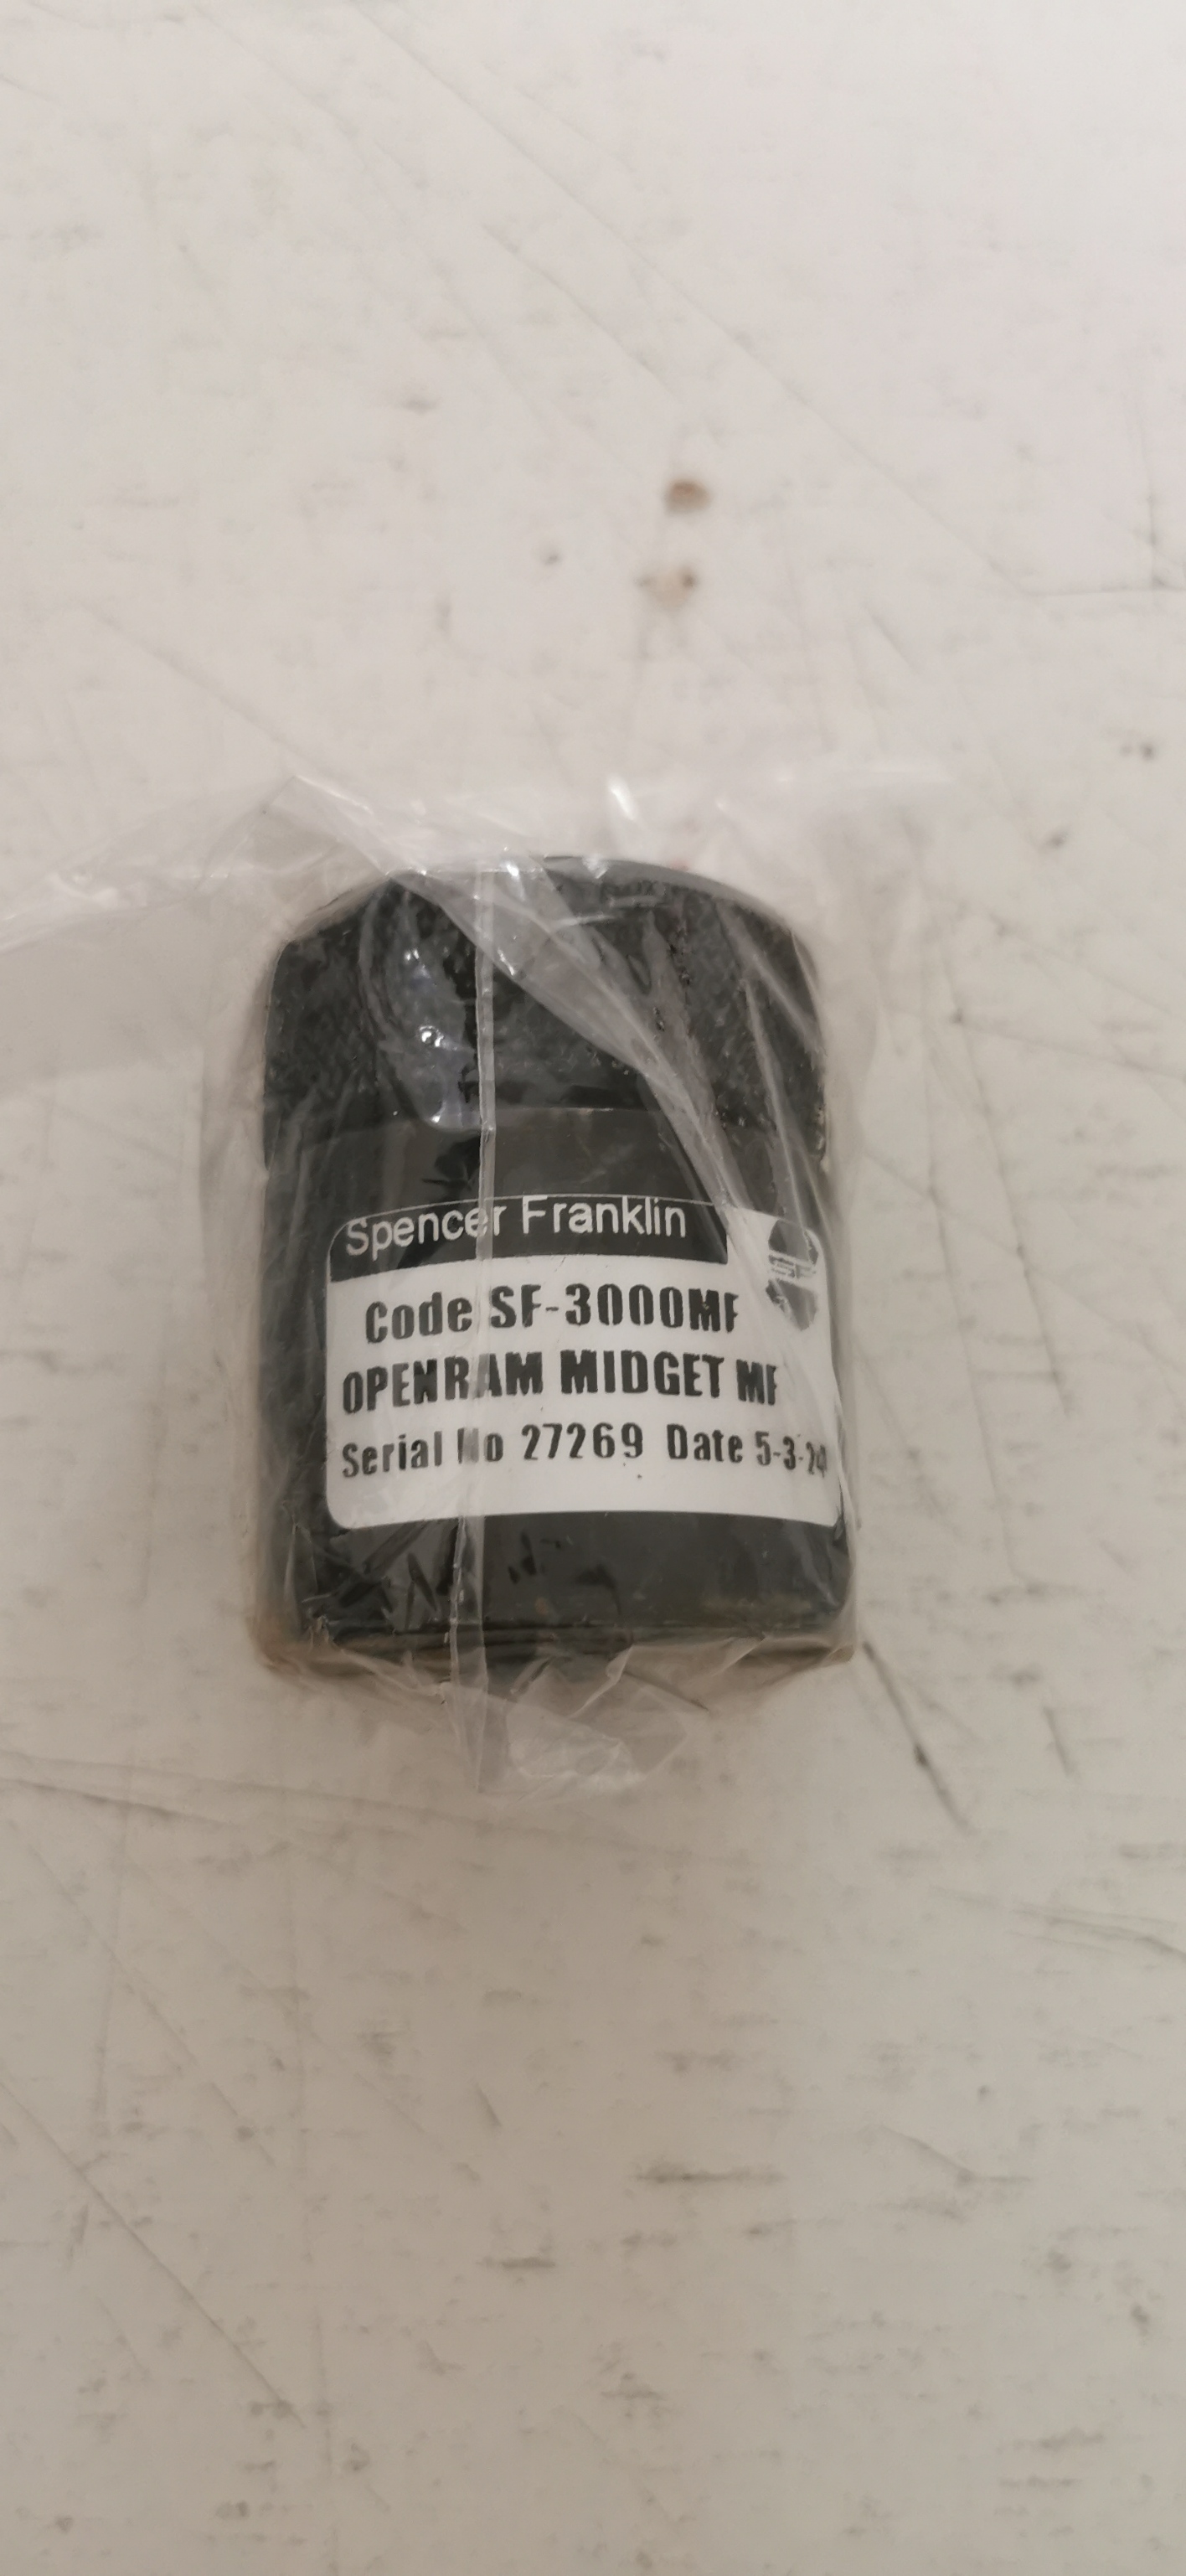 Spencer Franklin
Code SF-3000MF
OPENRAM MIDGET MF
Serial No 27269 Date 5-3-24